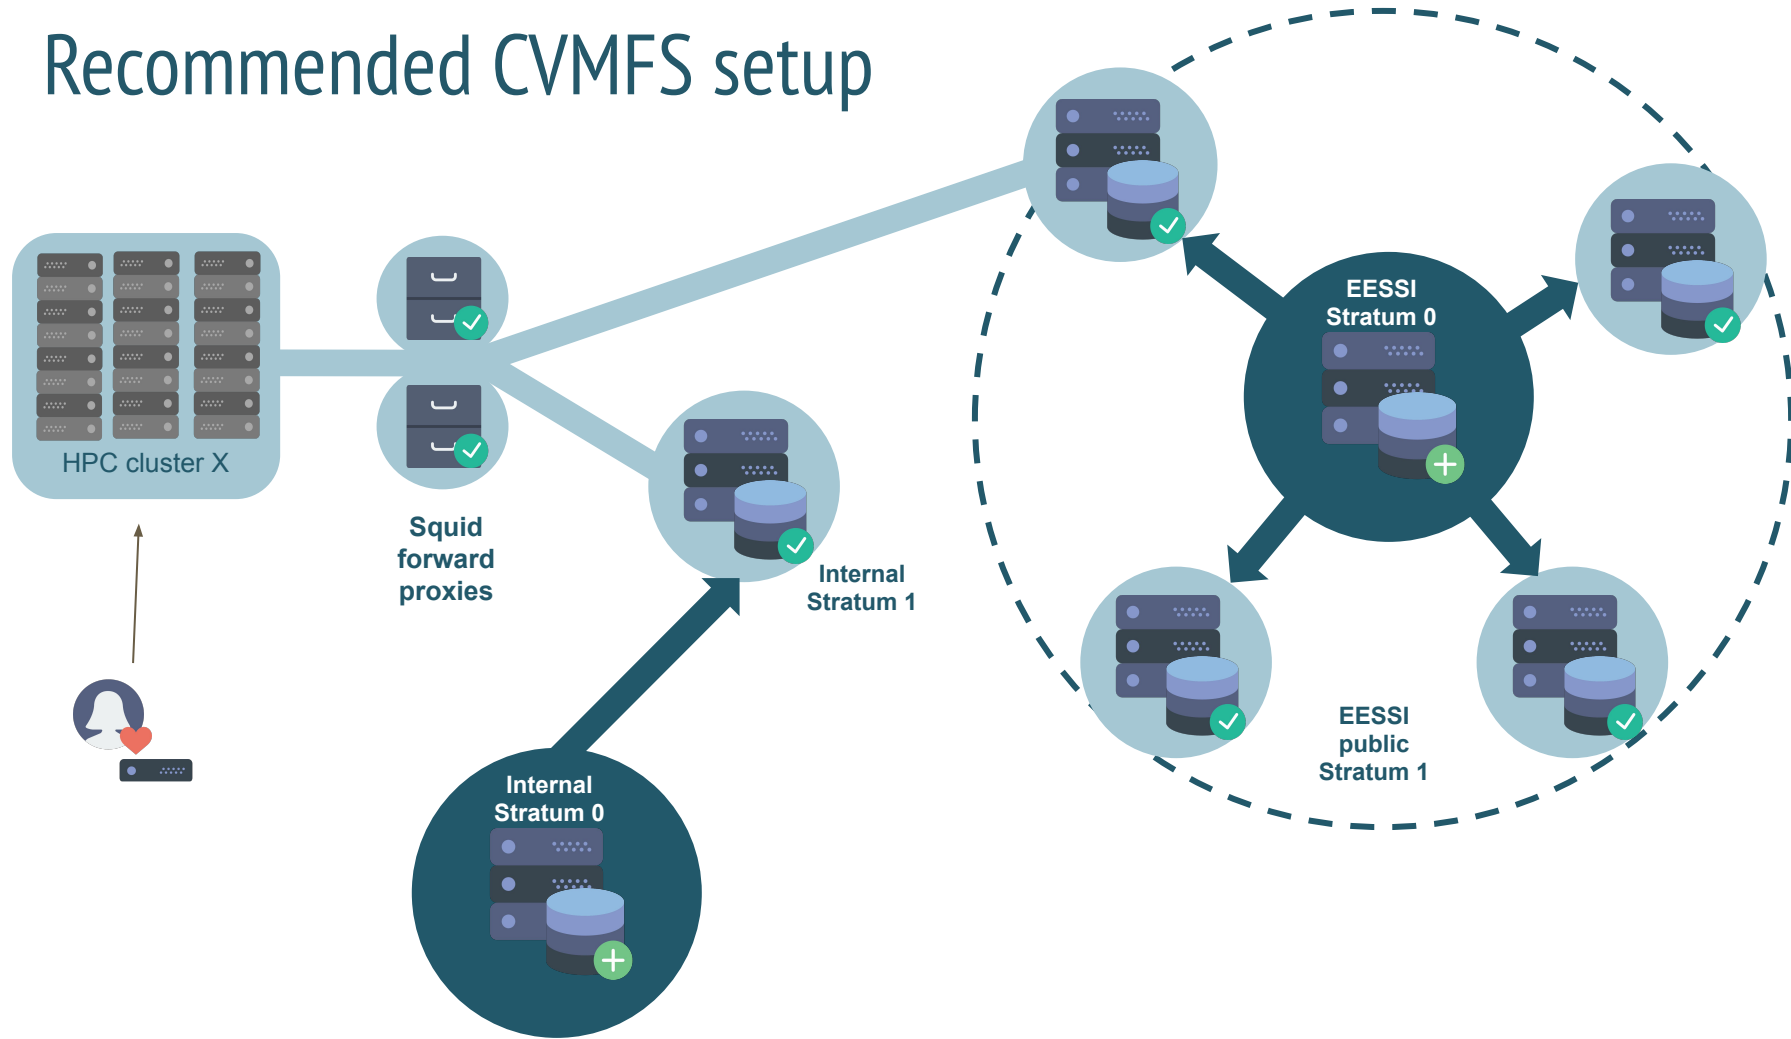 Recommended CVMFS setup
HPC cluster X
Squid
forward
proxies
Internal
Stratum 1
Internal
Stratum 0
EESSI
Stratum 0
EESSI
public
Stratum 1